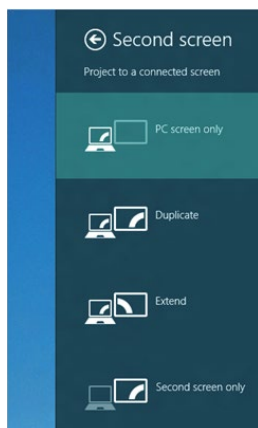 Second screen
Project to a connected screen
PC screen only
Duplicate
Extend
Second screen only